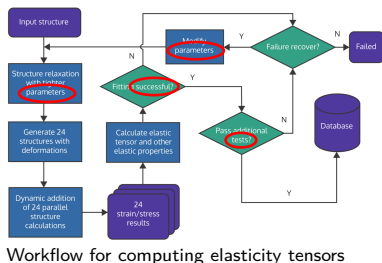 Input structure
Modify
parameters
Y
Failure recover?
N
Failed
Structure relaxation
with tighter
parameters
N
Fitting successful?
Y
Generate 24
structures with
deformations
Calculate elastic
tensor and other
elastic properties
Pass additional
tests?
N
Database
Y
Dynamic addition
of 24 parallel
structure
calculations
24
strain/stress
results
Workflow for computing elasticity tensors